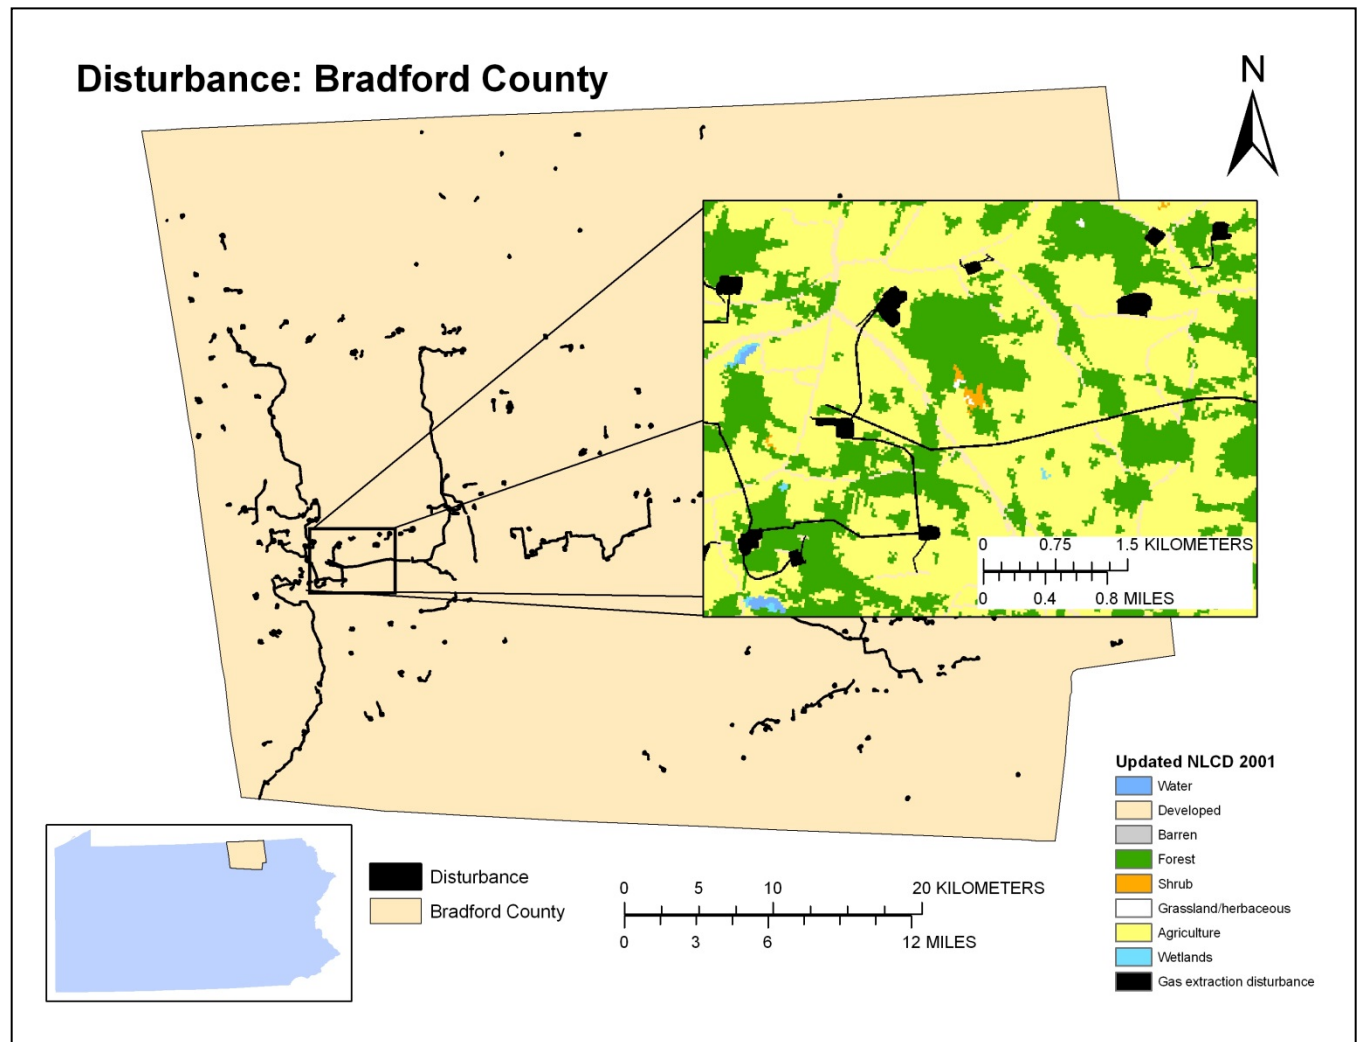 Disturbance: Bradford County
N
0 0.75 1.5 KILOMETERS
0 0.4 0.8 MILES
Updated NLCD 2001
Water
Developed
Barren
Forest
Shrub
Grassland/herbaceous
Agriculture
Wetlands
Gas extraction disturbance
Disturbance
Bradford County
0 5 10 20 KILOMETERS
0 3 6 12 MILES